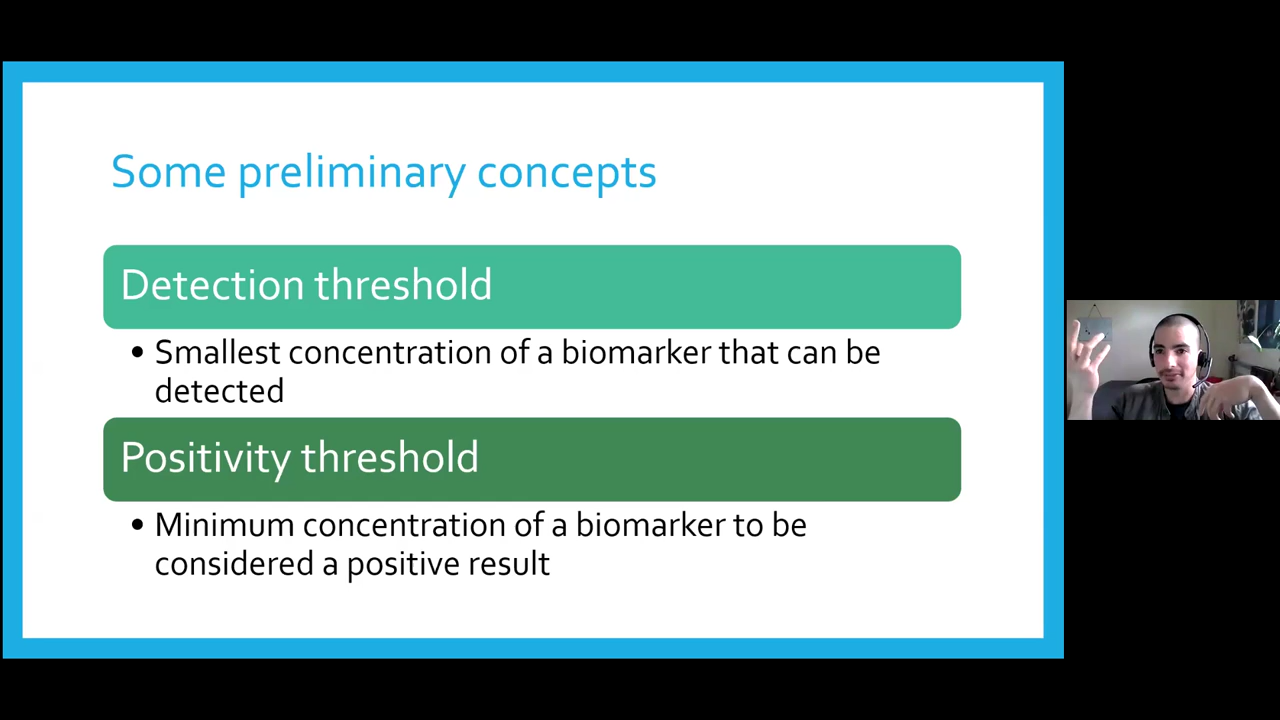 Some preliminary concepts
Detection threshold
• Smallest concentration of a biomarker that can be
detected
Positivity threshold
• Minimum concentration of a biomarker to be
considered a positive result